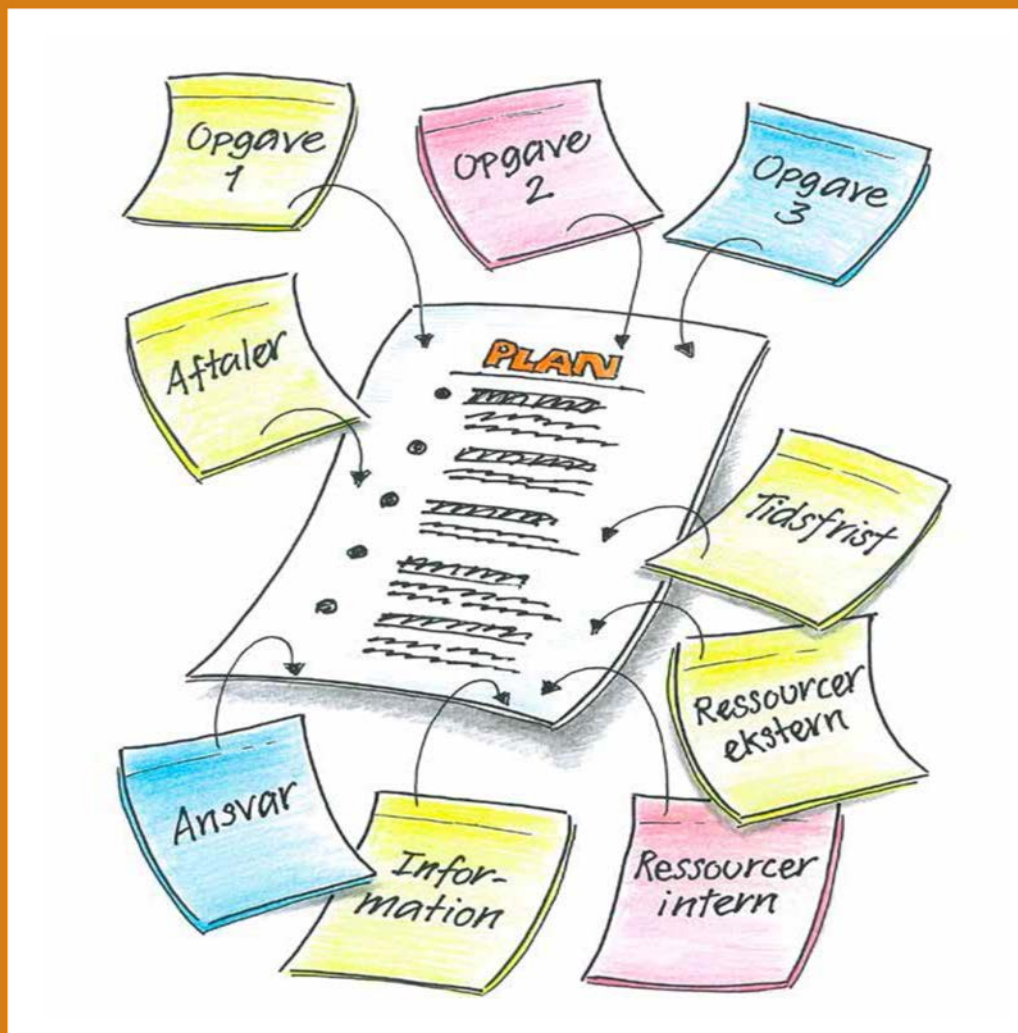 Opgave
1
Opgave
2
Opgave
3
Aftaler
PLAN
Tidsfrist
Ressourcer
ekstern
Ansvar
Infor-
mation
Ressourcer
intern